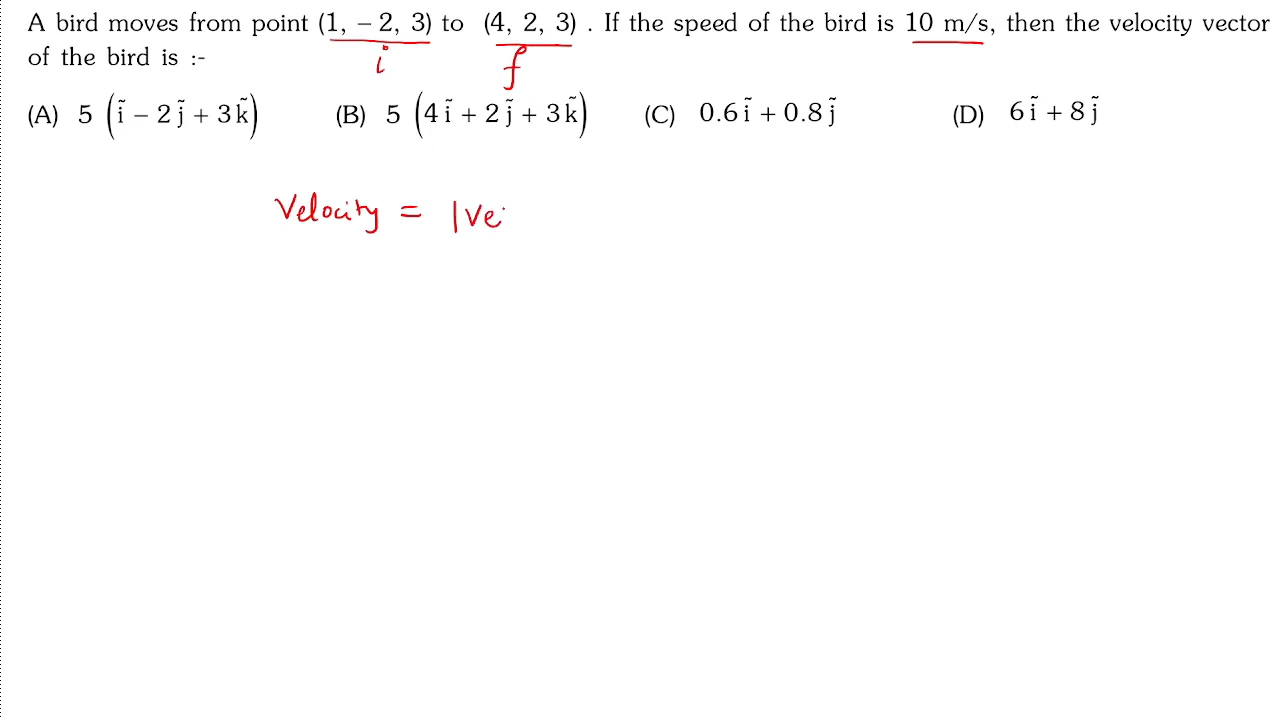 A bird moves from point (1, – 2, 3) to (4, 2, 3) . If the speed of the bird is 10 m/s, then the velocity vector
of the bird is :-
i f
(A) 5 (ĩ – 2 j̃ + 3 k̃) (B) 5 (4 ĩ + 2 j̃ + 3 k̃) (C) 0.6 ĩ + 0.8 j̃ (D) 6 ĩ + 8 j̃
Velocity = |Ve